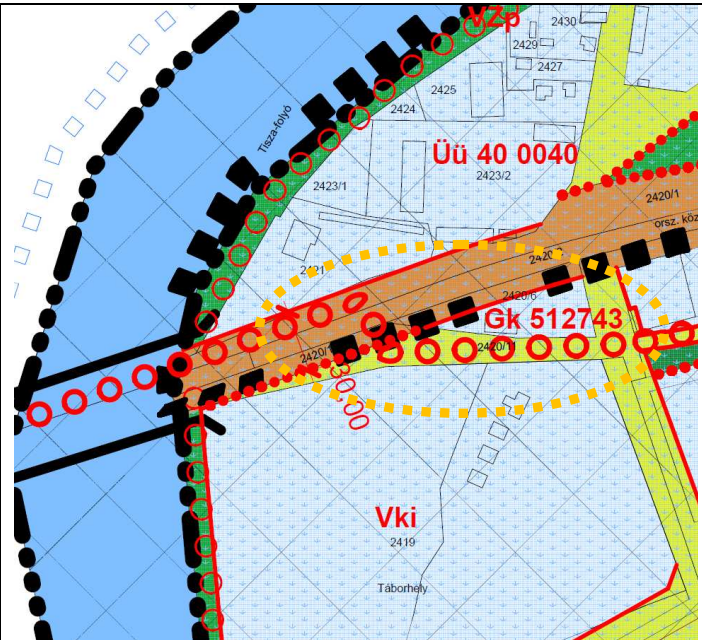 VZp
2430
2429
2427
2425
2424
Tisza-folyó
Üü 40 0040
2423/2
2423/1
2420/1
orsz. köz
2421
2420/6
Gk 512743
2420/11
30,00
Vki
2419
Táborhely